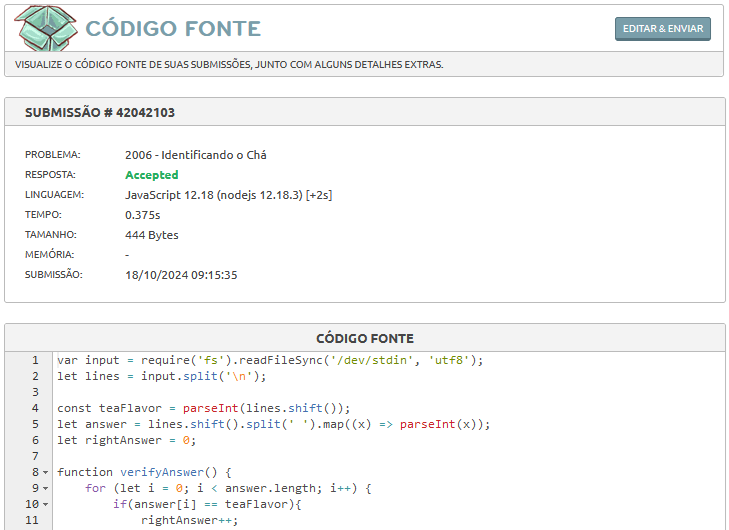 CÓDIGO FONTE
EDITAR & ENVIAR
VISUALIZE O CÓDIGO FONTE DE SUAS SUBMISSÕES, JUNTO COM ALGUNS DETALHES EXTRAS.
SUBMISSÃO # 42042103
PROBLEMA: 2006 - Identificando o Chá
RESPOSTA: Accepted
LINGUAGEM: JavaScript 12.18 (nodejs 12.18.3) [+2s]
TEMPO: 0.375s
TAMANHO: 444 Bytes
MEMÓRIA: -
SUBMISSÃO: 18/10/2024 09:15:35
CÓDIGO FONTE
1 var input = require('fs').readFileSync('/dev/stdin', 'utf8');
2 let lines = input.split('\n');
3
4 const teaFlavor = parseInt(lines.shift());
5 let answer = lines.shift().split(' ').map((x) => parseInt(x));
6 let rightAnswer = 0;
7
8 function verifyAnswer() {
9     for (let i = 0; i < answer.length; i++) {
10         if(answer[i] == teaFlavor){
11             rightAnswer++;